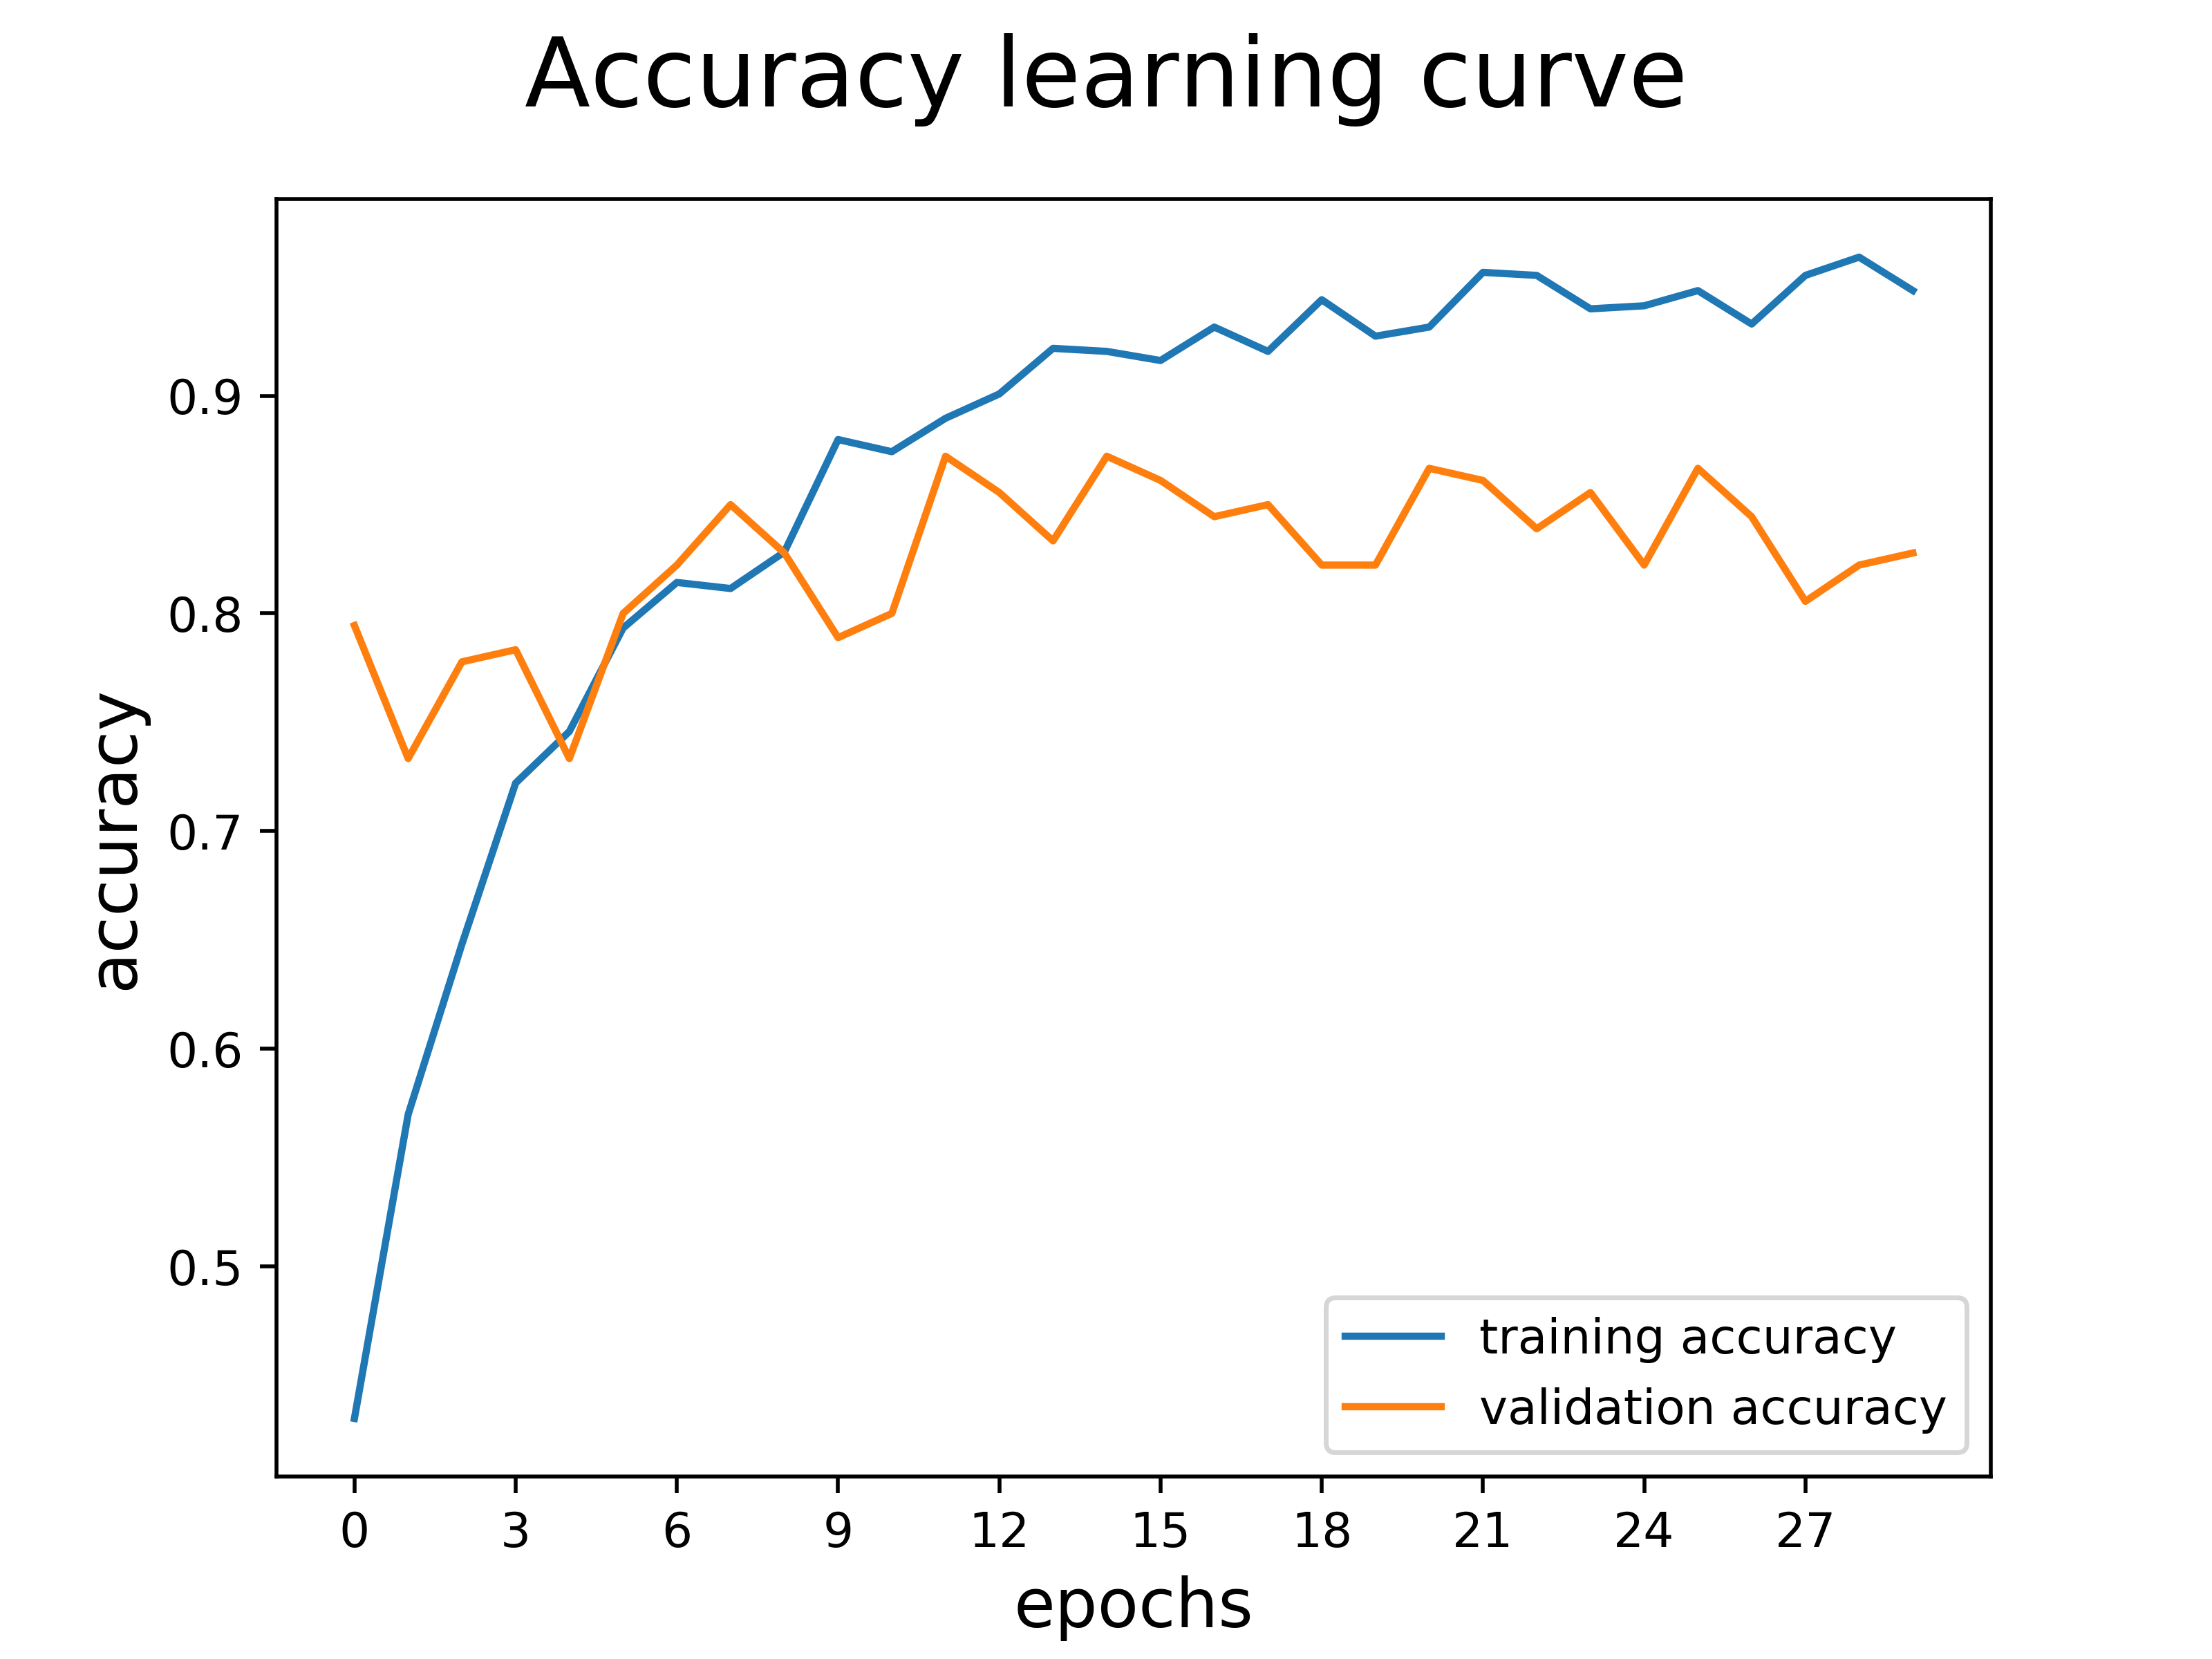 Accuracy learning curve
accuracy
0.9
0.8
0.7
0.6
0.5
training accuracy
validation accuracy
0 3 6 9 12 15 18 21 24 27
epochs